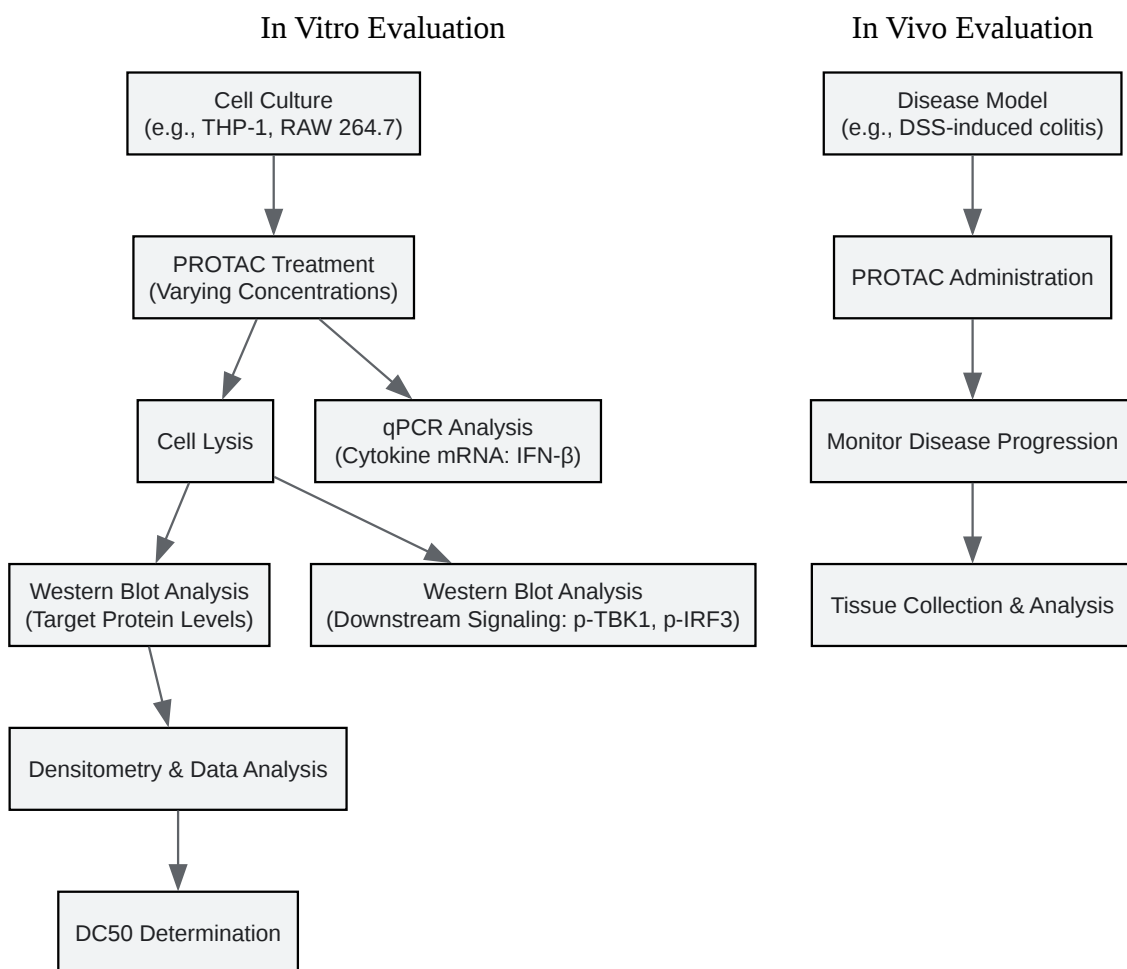 In Vitro Evaluation
Cell Culture
(e.g., THP-1, RAW 264.7)
PROTAC Treatment
(Varying Concentrations)
Cell Lysis
qPCR Analysis
(Cytokine mRNA: IFN-β)
Western Blot Analysis
(Target Protein Levels)
Western Blot Analysis
(Downstream Signaling: p-TBK1, p-IRF3)
Densitometry & Data Analysis
DC50 Determination
In Vivo Evaluation
Disease Model
(e.g., DSS-induced colitis)
PROTAC Administration
Monitor Disease Progression
Tissue Collection & Analysis